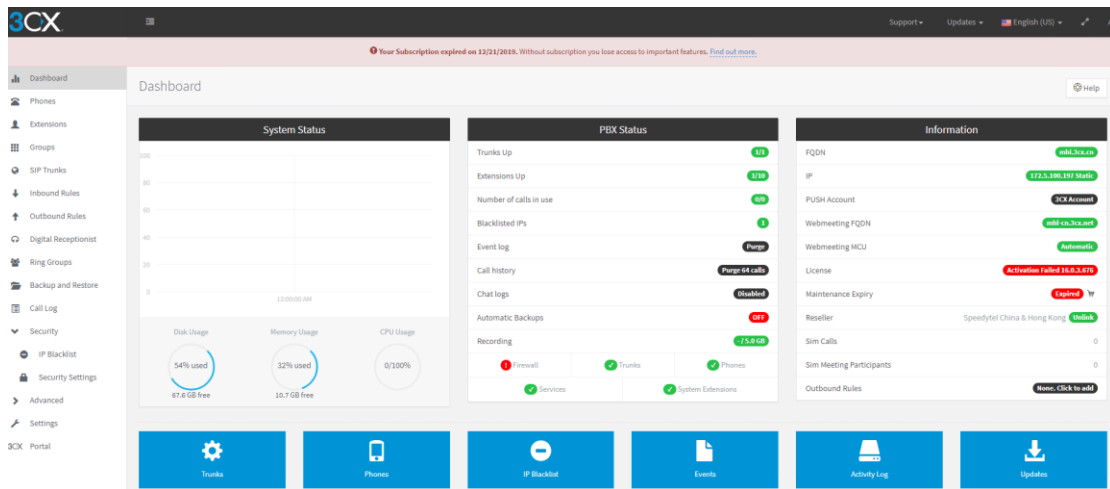 3CX
Support
Updates
English (US)
Your Subscription expired on 12/21/2019. Without subscription you lose access to important features. Find out more.
Dashboard
Phones
Extensions
Groups
SIP Trunks
Inbound Rules
Outbound Rules
Digital Receptionist
Ring Groups
Backup and Restore
Call Log
Security
IP Blacklist
Security Settings
Advanced
Settings
3CX Portal
Dashboard
Help
System Status
100
80
60
40
20
0
12:00:00 AM
Disk Usage Memory Usage CPU Usage
54% used 32% used 0/100%
67.6 GB free 10.7 GB free
PBX Status
Trunks Up 1/1
Extensions Up 1/10
Number of calls in use 0/0
Blacklisted IPs 1
Event log Purge
Call history Purge 64 calls
Chat logs Disabled
Automatic Backups OFF
Recording -/5.0 GB
Firewall Trunks Phones
Services System Extensions
Information
FQDN mhl.3cx.cn
IP 172.5.100.197 Static
PUSH Account 3CX Account
Webmeeting FQDN mhl-cn.3cx.net
Webmeeting MCU Automatic
License Activation Failed 16.0.3.676
Maintenance Expiry Expired
Reseller Speedytel China & Hong Kong Unlink
Sim Calls 0
Sim Meeting Participants 0
Outbound Rules None. Click to add
Trunks
Phones
IP Blacklist
Events
Activity Log
Updates